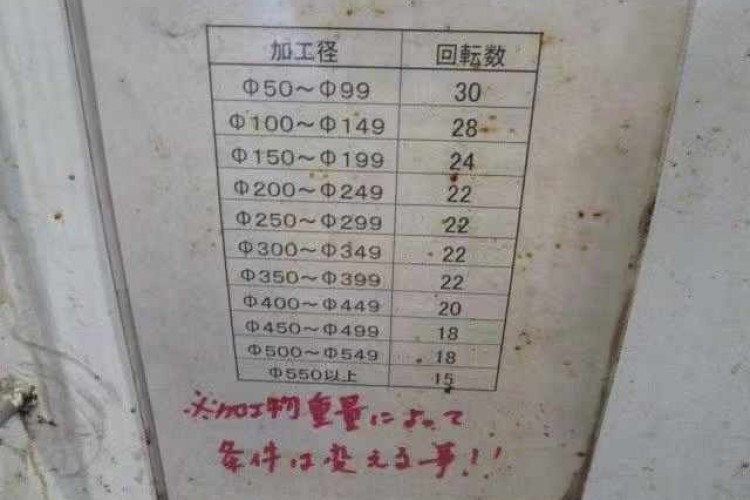 加工径 回転数
Φ50～Φ99 30
Φ100～Φ149 28
Φ150～Φ199 24
Φ200～Φ249 22
Φ250～Φ299 22
Φ300～Φ349 22
Φ350～Φ399 22
Φ400～Φ449 20
Φ450～Φ499 18
Φ500～Φ549 18
Φ550以上 15
※加工物重量によって
条件は変える事!!